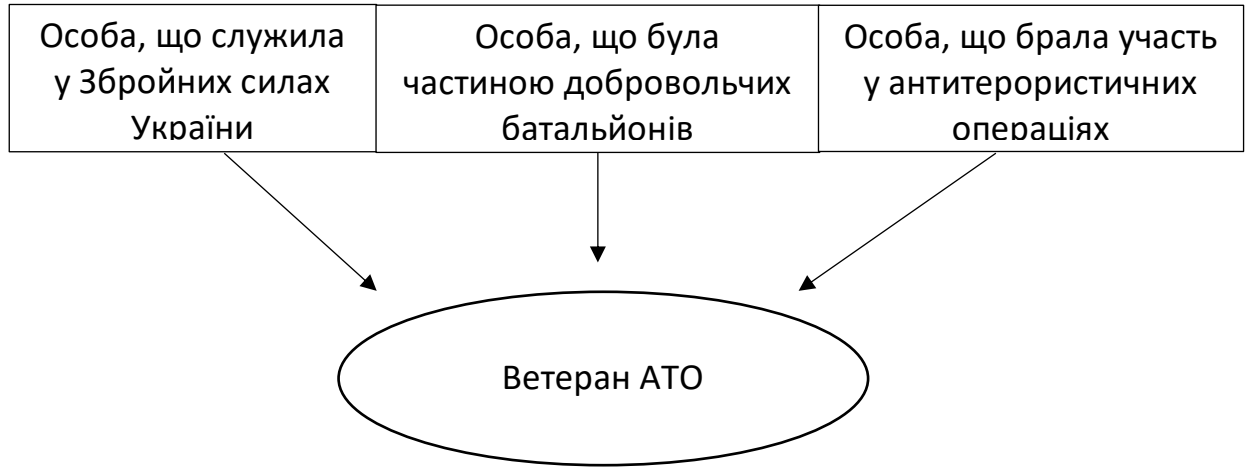 Особа, що служила
у Збройних силах
України
Особа, що була
частиною добровольчих
батальйонів
Особа, що брала участь
у антитерористичних
операціях
Ветеран АТО